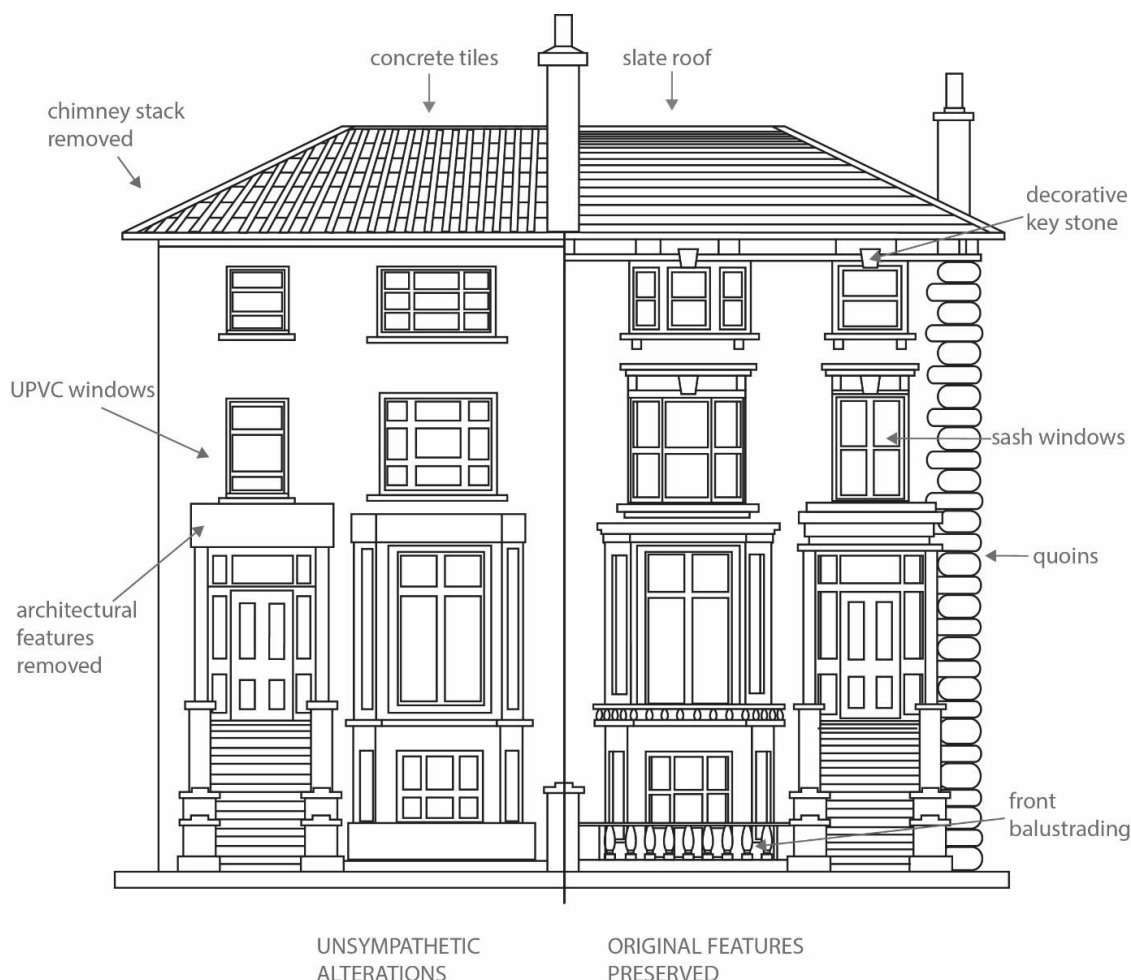 concrete tiles
slate roof
chimney stack
removed
decorative
key stone
UPVC windows
sash windows
quoins
architectural
features
removed
front
balustrading
UNSYMPATHETIC
ALTERATIONS
ORIGINAL FEATURES
PRESERVED